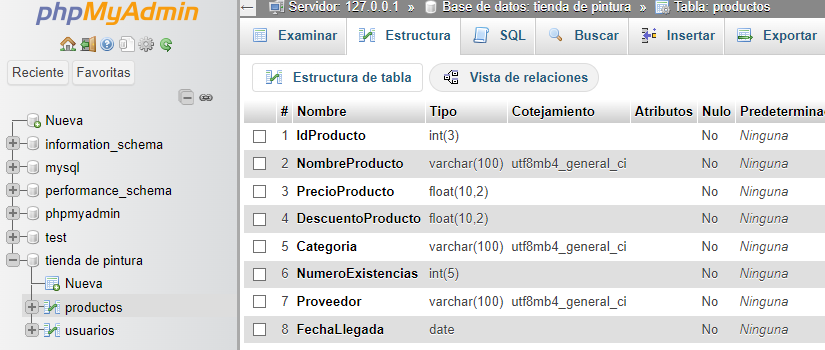 phpMyAdmin
Reciente Favoritas
Nueva
information_schema
mysql
performance_schema
phpmyadmin
test
tienda de pintura
Nueva
productos
usuarios
Servidor: 127.0.0.1 » Base de datos: tienda de pintura » Tabla: productos
Examinar Estructura SQL Buscar Insertar Exportar
Estructura de tabla Vista de relaciones
# Nombre Tipo Cotejamiento Atributos Nulo
1 IdProducto int(3) No Ninguna
2 NombreProducto varchar(100) utf8mb4_general_ci No Ninguna
3 PrecioProducto float(10,2) No Ninguna
4 DescuentoProducto float(10,2) No Ninguna
5 Categoria varchar(100) utf8mb4_general_ci No Ninguna
6 NumeroExistencias int(5) No Ninguna
7 Proveedor varchar(100) utf8mb4_general_ci No Ninguna
8 FechaLlegada date No Ninguna